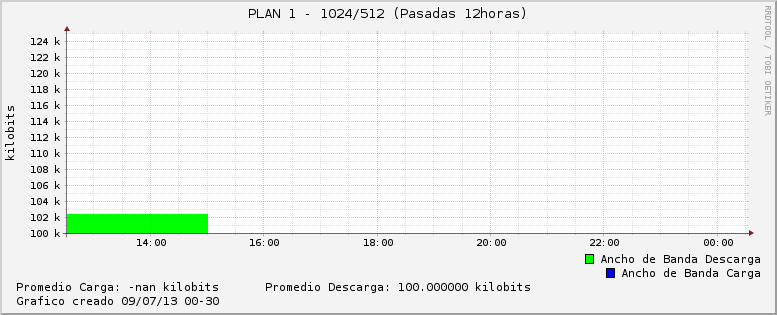 PLAN 1 - 1024/512 (Pasadas 12horas)
RRDTOOL / TOBI OETIKER
kilobits
124 k
122 k
120 k
118 k
116 k
114 k
112 k
110 k
108 k
106 k
104 k
102 k
100 k
14:00 16:00 18:00 20:00 22:00 00:00
Ancho de Banda Descarga
Ancho de Banda Carga
Promedio Carga: -nan kilobits Promedio Descarga: 100.000000 kilobits
Grafico creado 09/07/13 00-30